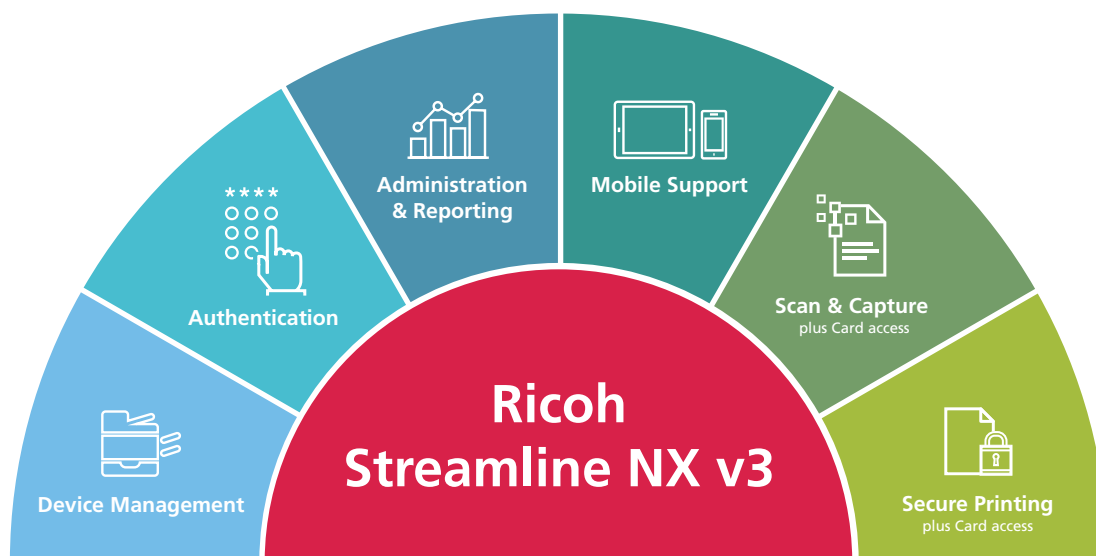 Administration
& Reporting
Mobile Support
****
Authentication
Scan & Capture
plus Card access
Device Management
Ricoh
Streamline NX v3
Secure Printing
plus Card access